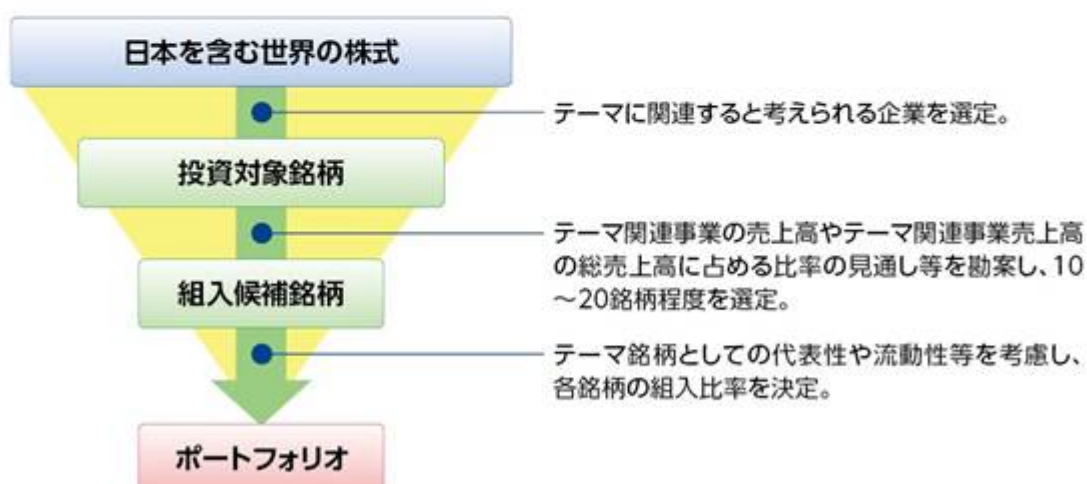 日本を含む世界の株式
テーマに関連すると考えられる企業を選定。
投資対象銘柄
テーマ関連事業の売上高やテーマ関連事業売上高
の総売上高に占める比率の見通し等を勘案し、10
～20銘柄程度を選定。
組入候補銘柄
テーマ銘柄としての代表性や流動性等を考慮し、
各銘柄の組入比率を決定。
ポートフォリオ